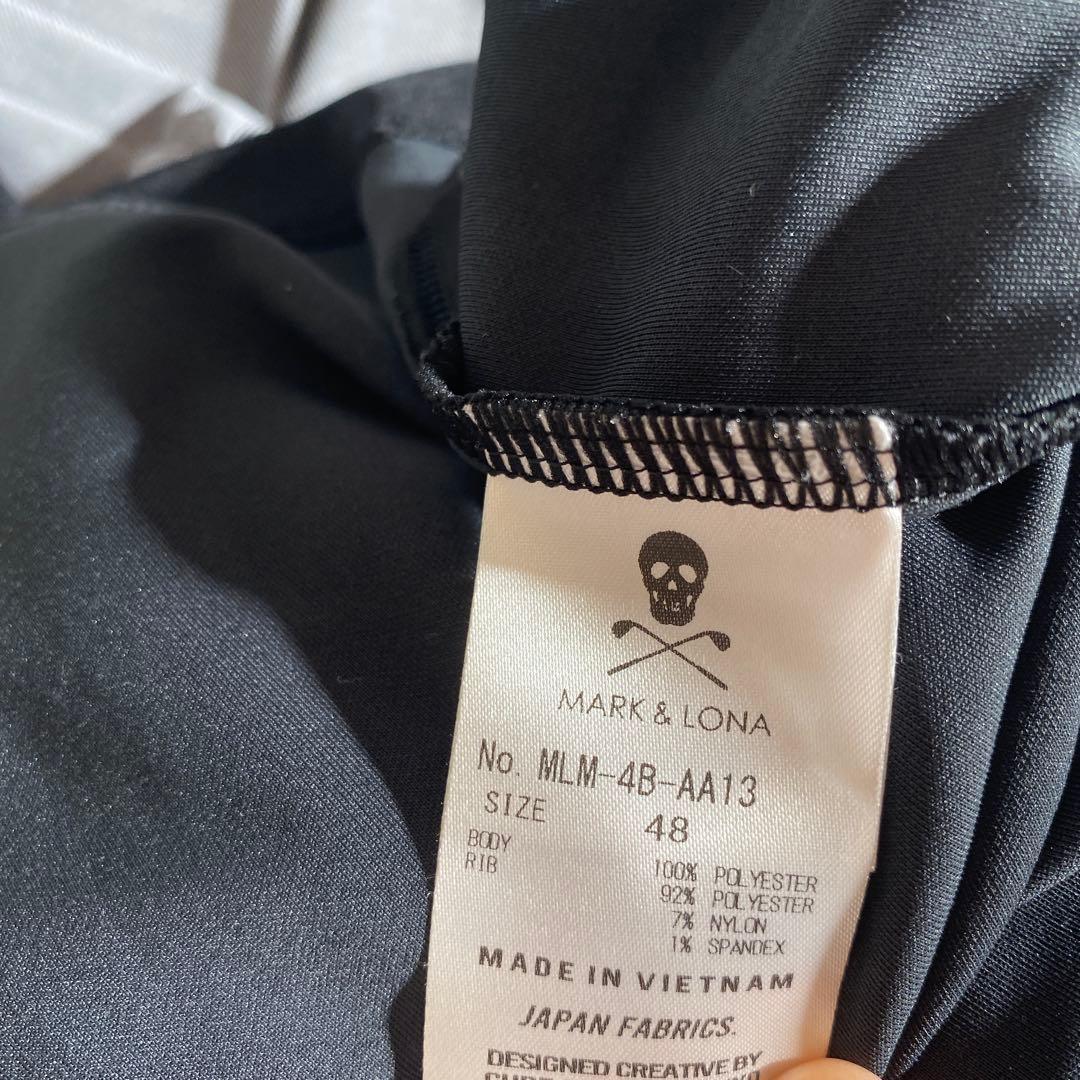 MARK & LONA
No. MLM-4B-AA13
SIZE 48
BODY 100% POLYESTER
RIB 92% POLYESTER
7% NYLON
1% SPANDEX
MADE IN VIETNAM
JAPAN FABRICS.
DESIGNED CREATIVE BY